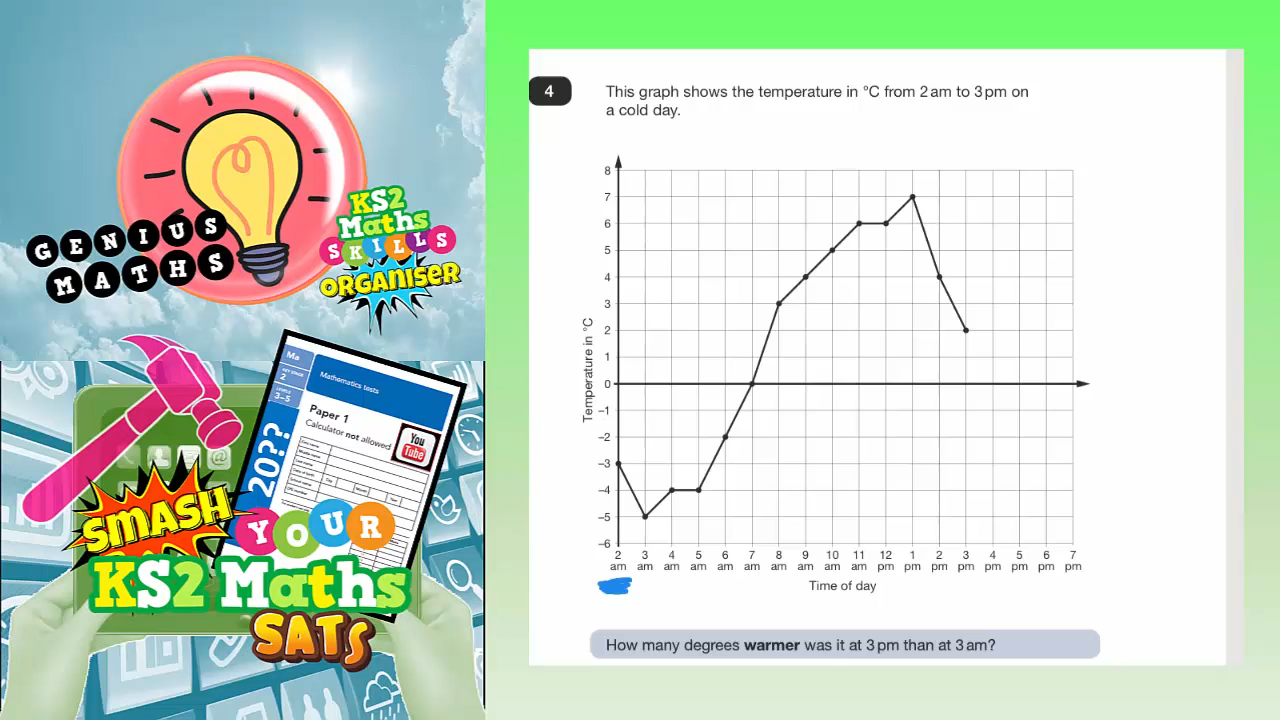 GENIUS
MATHS
KS2
Maths
SKILLS
ORGANISER
Ma
KEY STAGE
2
LEVELS
3–5
Mathematics tests
Paper 1
Calculator not allowed
You
Tube
20??
SMASH
YOUR
KS2 Maths
SATs
4
This graph shows the temperature in °C from 2 am to 3 pm on
a cold day.
Temperature in °C
8
7
6
5
4
3
2
1
0
–1
–2
–3
–4
–5
–6
2 3 4 5 6 7 8 9 10 11 12 1 2 3 4 5 6 7
am am am am am am am am am am pm pm pm pm pm pm pm pm
Time of day
How many degrees warmer was it at 3 pm than at 3 am?